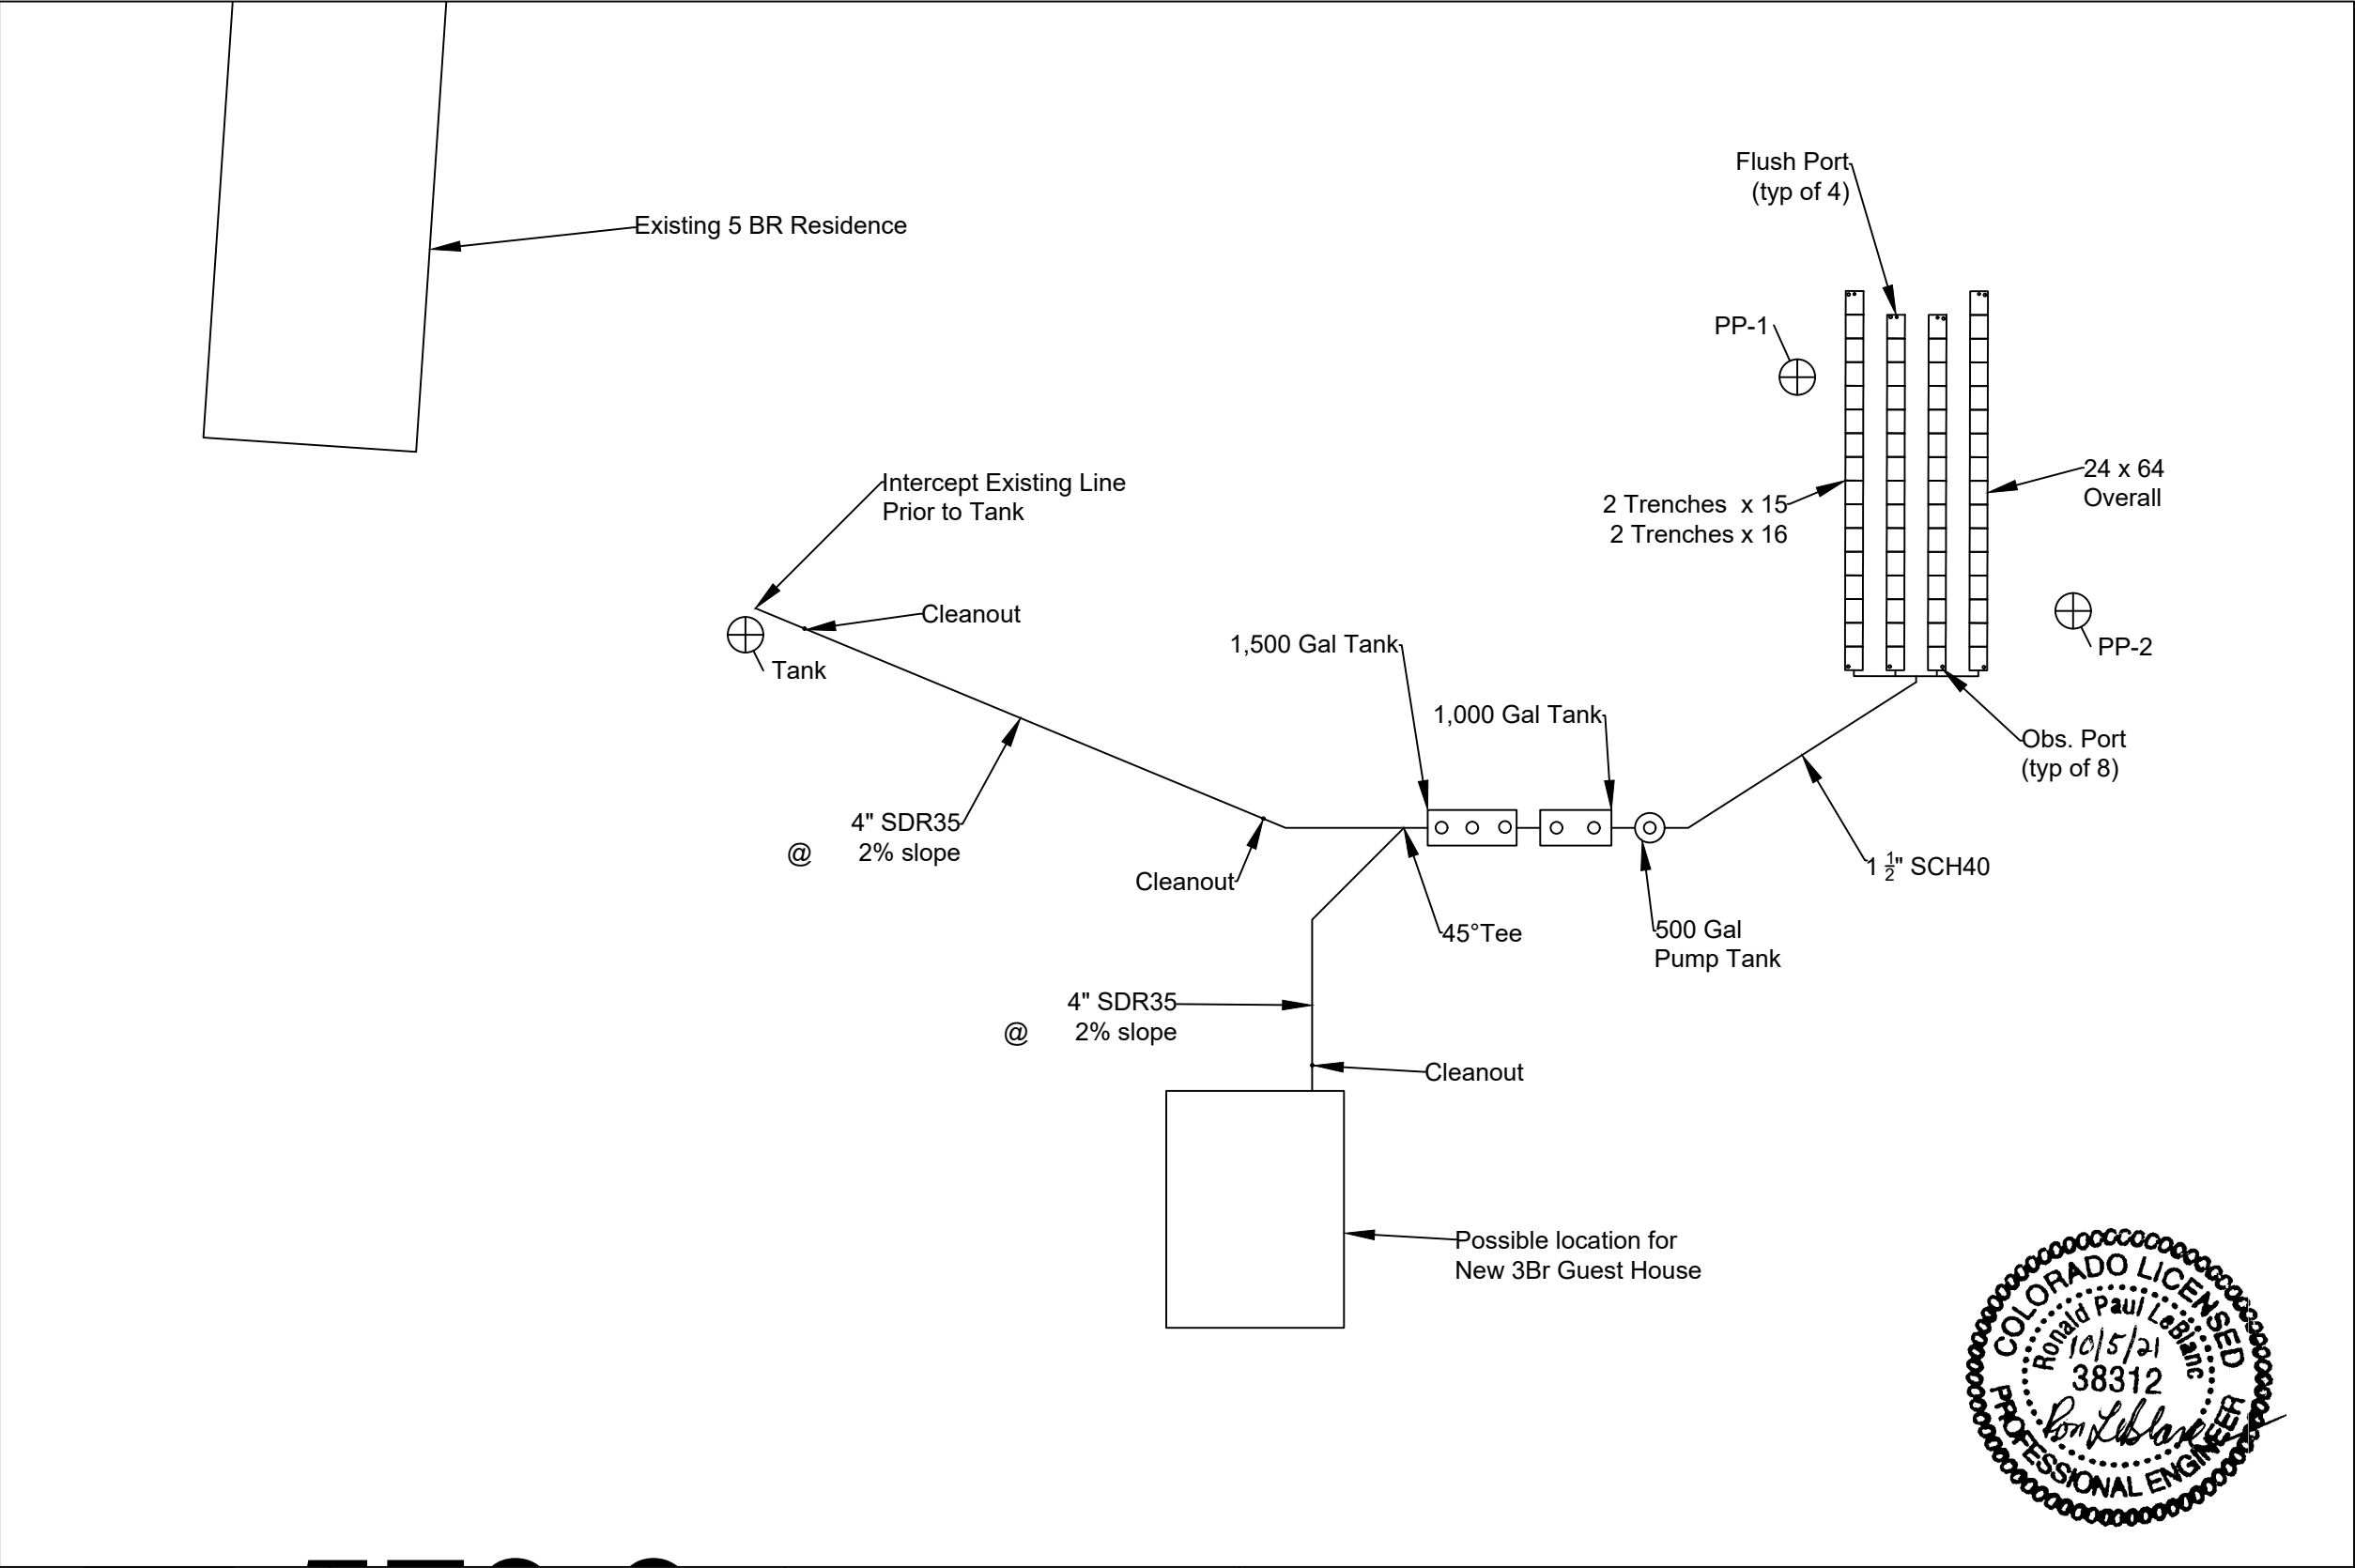 Existing 5 BR Residence
Flush Port
(typ of 4)
PP-1
24 x 64
Overall
2 Trenches x 15
2 Trenches x 16
Intercept Existing Line
Prior to Tank
Cleanout
Tank
PP-2
1,500 Gal Tank
1,000 Gal Tank
Obs. Port
(typ of 8)
4" SDR35
@ 2% slope
Cleanout
1 1/2" SCH40
45°Tee
500 Gal
Pump Tank
4" SDR35
@ 2% slope
Cleanout
Possible location for
New 3Br Guest House
COLORADO LICENSED
Ronald Paul LeBlanc
10/5/21
38312
Ron LeBlanc
PROFESSIONAL ENGINEER